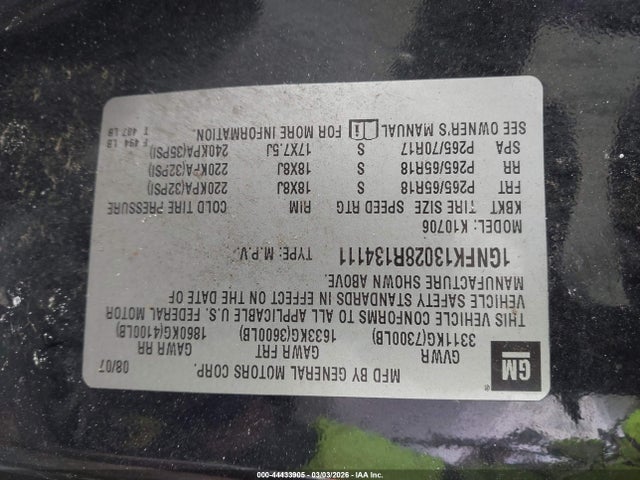 MFD BY GENERAL MOTORS CORP. 08/07
GM
GVWR GAWR FRT GAWR RR
3311KG(7300LB) 1633KG(3600LB) 1860KG(4100LB)
THIS VEHICLE CONFORMS TO ALL APPLICABLE U.S. FEDERAL MOTOR
VEHICLE SAFETY STANDARDS IN EFFECT ON THE DATE OF
MANUFACTURE SHOWN ABOVE.
1GNFK13028R134111 TYPE: M.P.V.
MODEL: K10706
KBKT TIRE SIZE SPEED RTG RIM COLD TIRE PRESSURE
FRT P265/65R18 S 18X8J 220KPA(32PSI)
RR P265/65R18 S 18X8J 220KPA(32PSI)
SPA P265/70R17 S 17X7.5J 240KPA(35PSI)
SEE OWNER'S MANUAL FOR MORE INFORMATION.
F 494 LB
T 487 LB
000-44433905 - 03/03/2026 - IAA Inc.